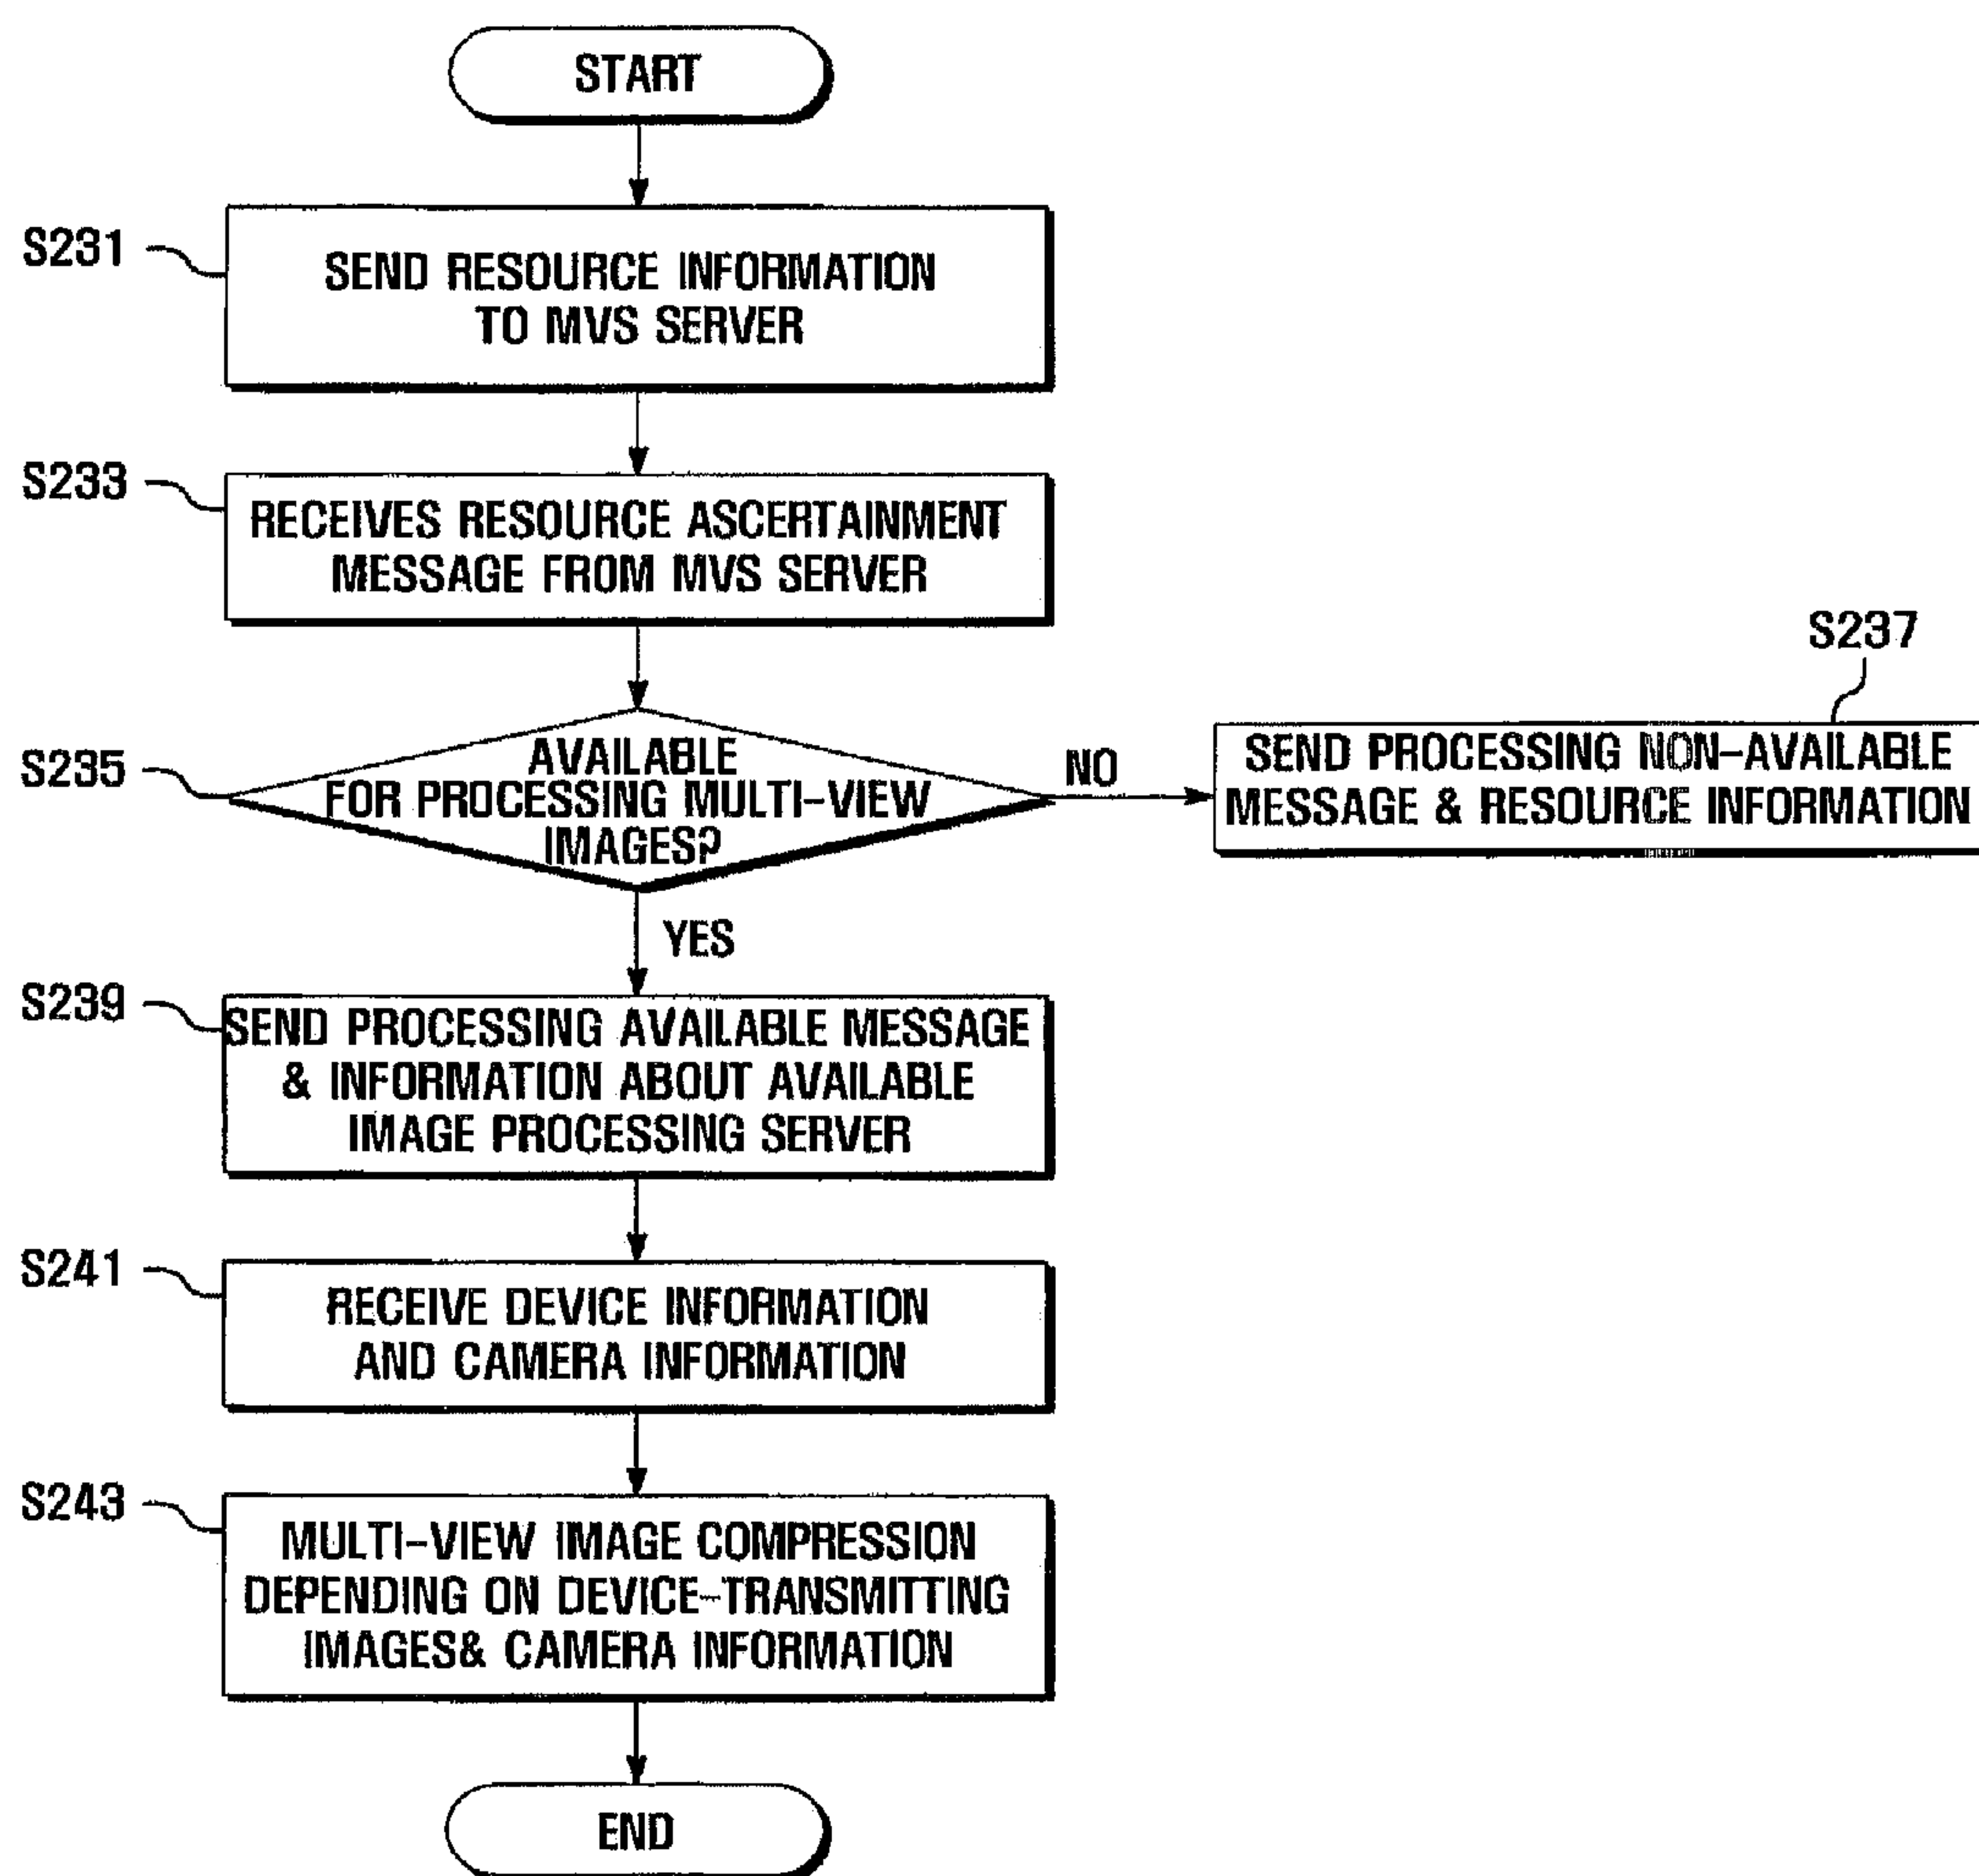 START
S231
SEND RESOURCE INFORMATION
TO MVS SERVER
S233
RECEIVES RESOURCE ASCERTAINMENT
MESSAGE FROM MVS SERVER
S235
AVAILABLE
FOR PROCESSING MULTI-VIEW
IMAGES?
NO
S237
SEND PROCESSING NON-AVAILABLE
MESSAGE & RESOURCE INFORMATION
YES
S239
SEND PROCESSING AVAILABLE MESSAGE
& INFORMATION ABOUT AVAILABLE
IMAGE PROCESSING SERVER
S241
RECEIVE DEVICE INFORMATION
AND CAMERA INFORMATION
S243
MULTI-VIEW IMAGE COMPRESSION
DEPENDING ON DEVICE-TRANSMITTING
IMAGES& CAMERA INFORMATION
END